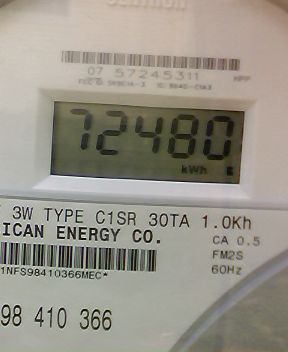 07 57245311
72480
kWh
3W TYPE C1SR 30TA 1.0Kh
ICAN ENERGY CO.
CA 0.5
FM2S
60Hz
1NFS98410366MEC*
98 410 366